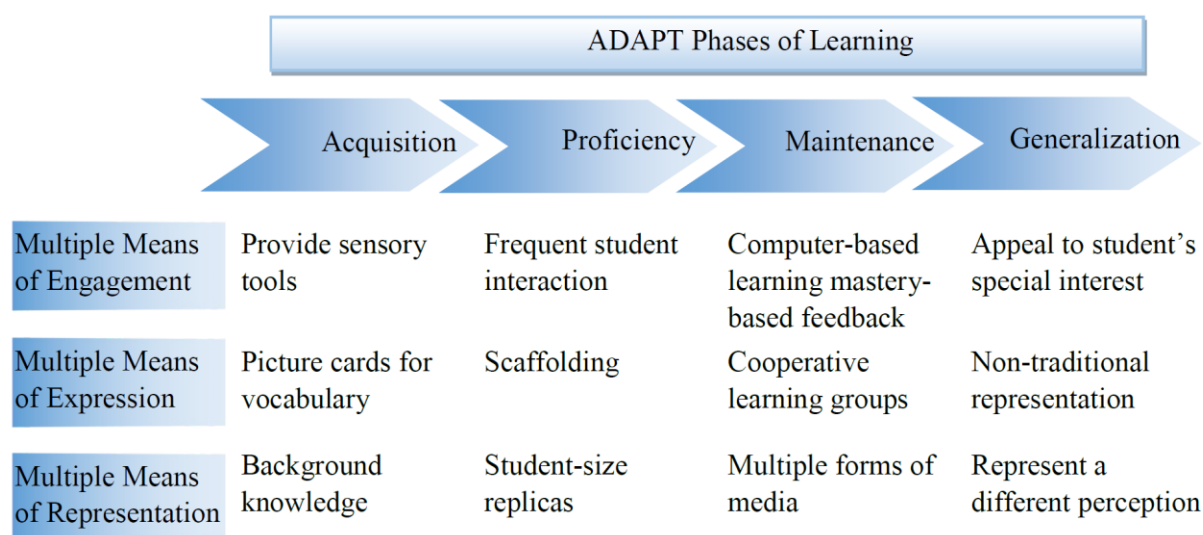 ADAPT Phases of Learning
Acquisition
Proficiency
Maintenance
Generalization
Multiple Means
of Engagement
Provide sensory
tools
Frequent student
interaction
Computer-based
learning mastery-
based feedback
Appeal to student's
special interest
Multiple Means
of Expression
Picture cards for
vocabulary
Scaffolding
Cooperative
learning groups
Non-traditional
representation
Multiple Means
of Representation
Background
knowledge
Student-size
replicas
Multiple forms of
media
Represent a
different perception